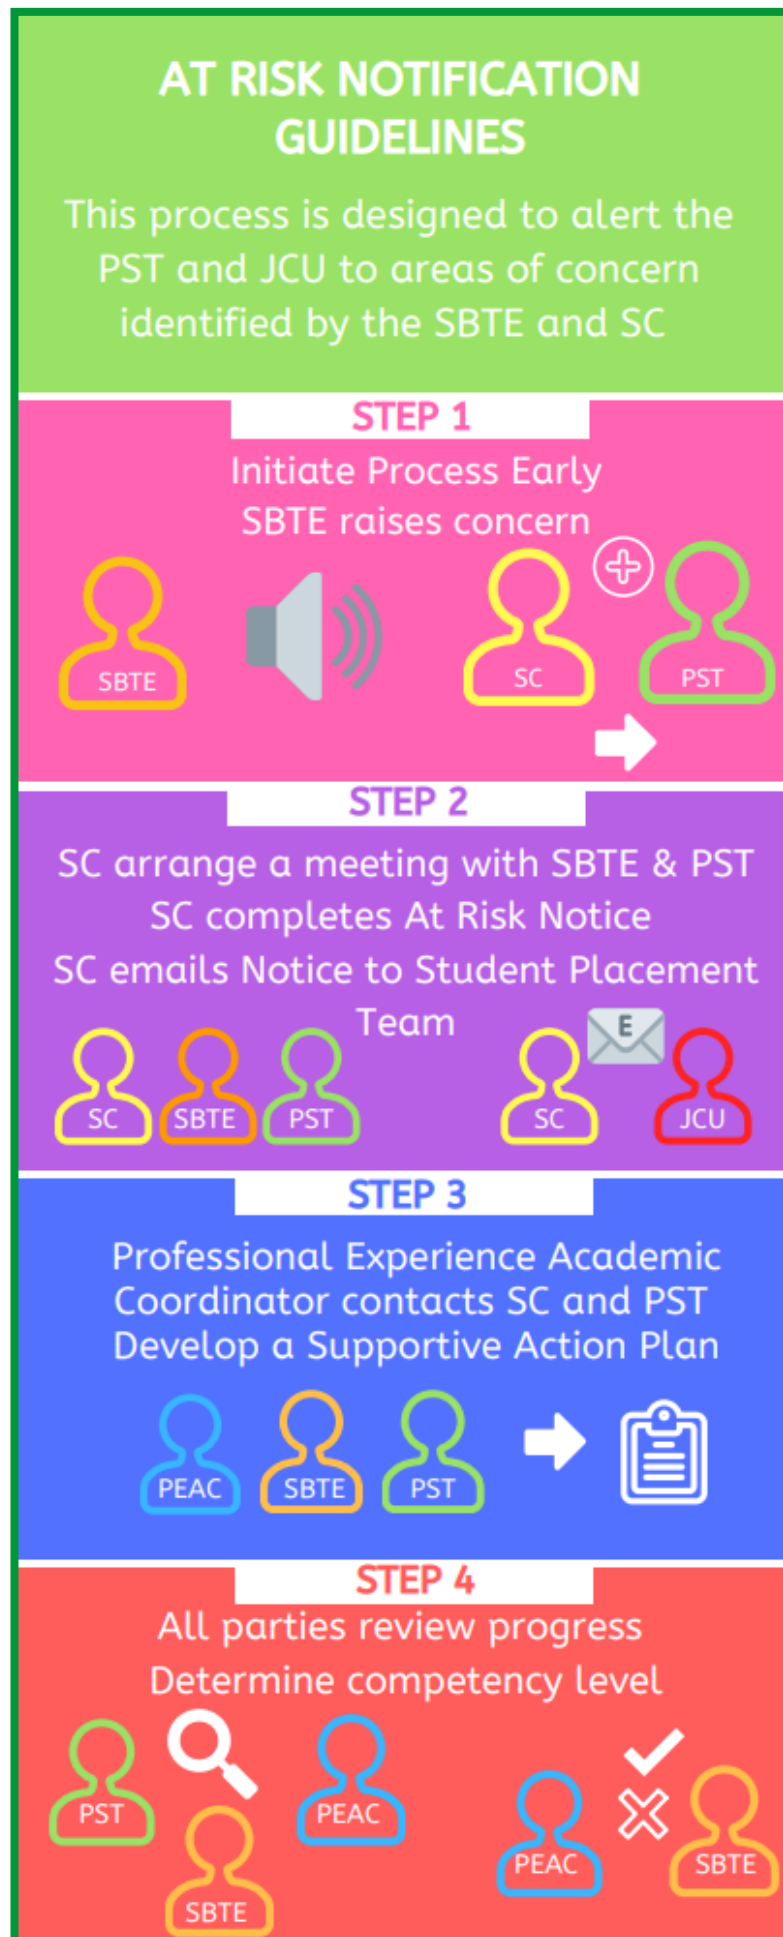 AT RISK NOTIFICATION
GUIDELINES
This process is designed to alert the
PST and JCU to areas of concern
identified by the SBTE and SC
STEP 1
Initiate Process Early
SBTE raises concern
SBTE
SC
PST
STEP 2
SC arrange a meeting with SBTE & PST
SC completes At Risk Notice
SC emails Notice to Student Placement
Team
E
SC
SBTE
PST
SC
JCU
STEP 3
Professional Experience Academic
Coordinator contacts SC and PST
Develop a Supportive Action Plan
PEAC
SBTE
PST
STEP 4
All parties review progress
Determine competency level
PST
PEAC
SBTE
PEAC
SBTE